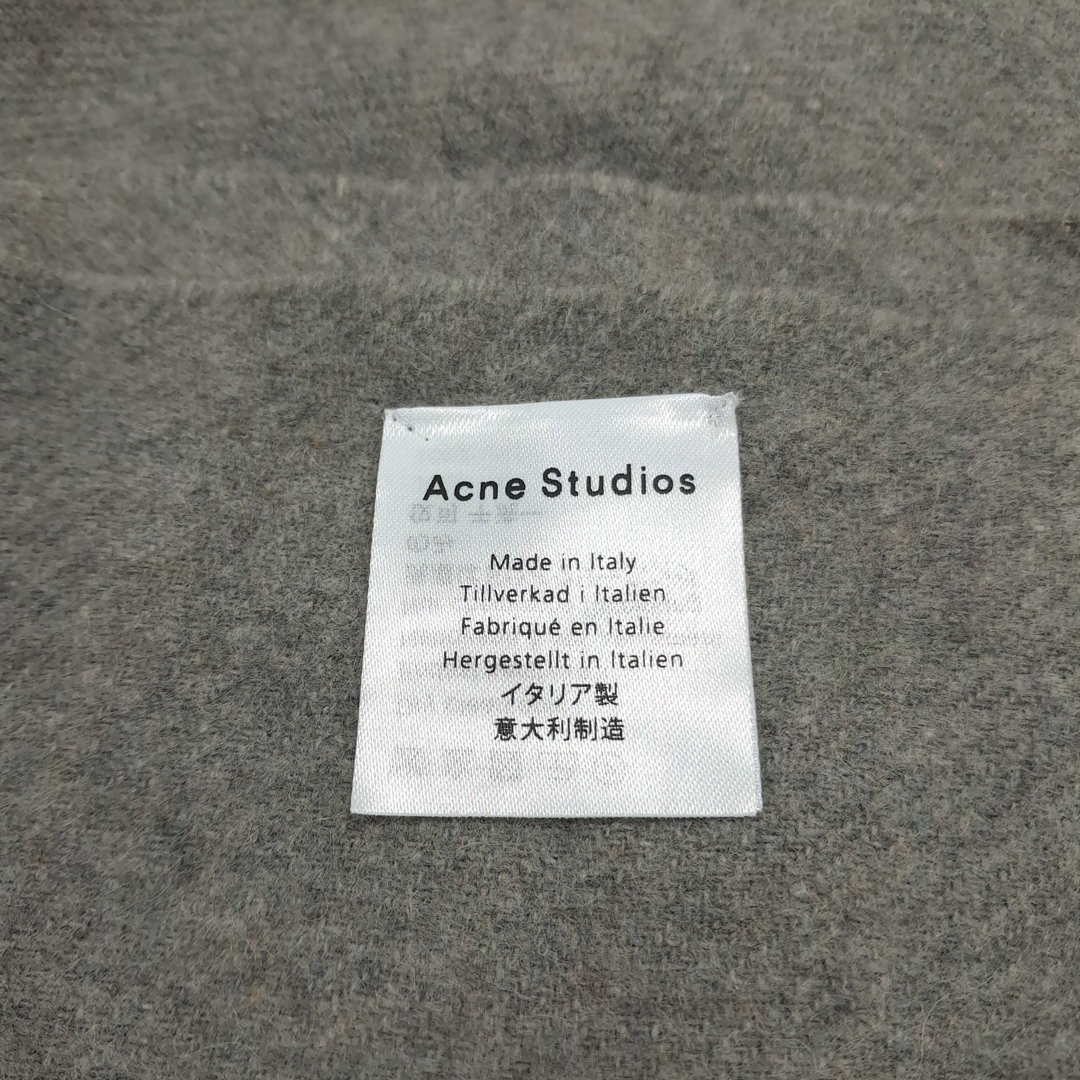 Acne Studios
Made in Italy
Tillverkad i Italien
Fabriqué en Italie
Hergestellt in Italien
イタリア製
意大利制造